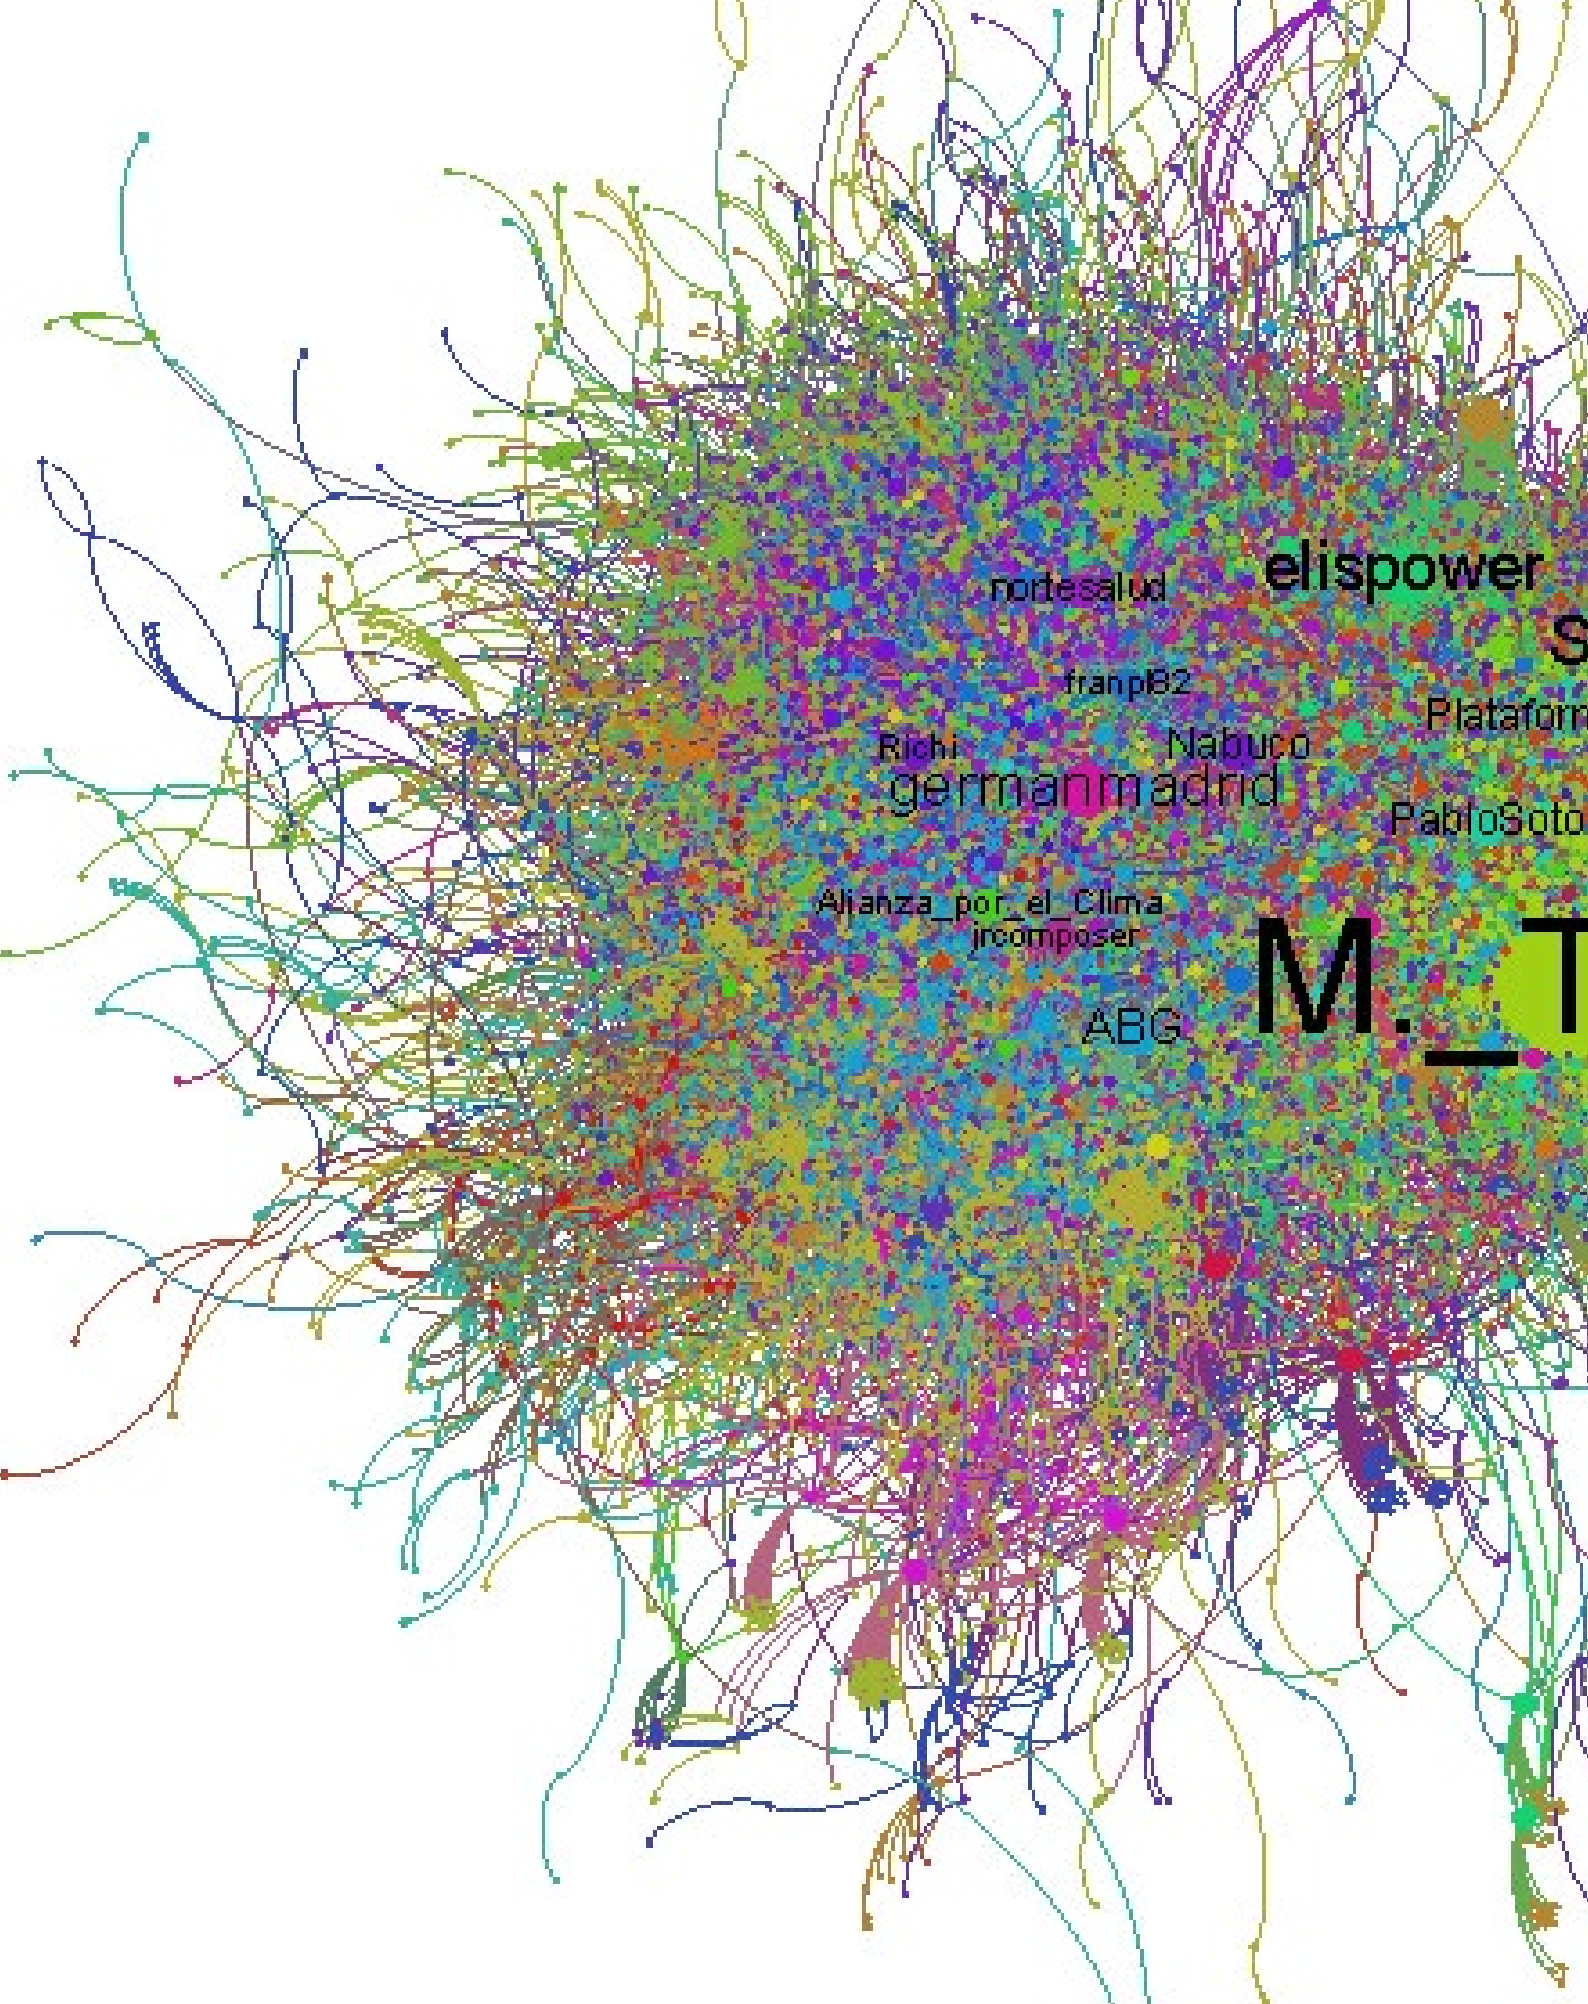 elispower
nortesalud
S
franpl82
Plataform
Richi
Nabuco
germanmadrid
PabloSoto
Alianza_por_el_Clima
jrcomposer
M._T
ABG